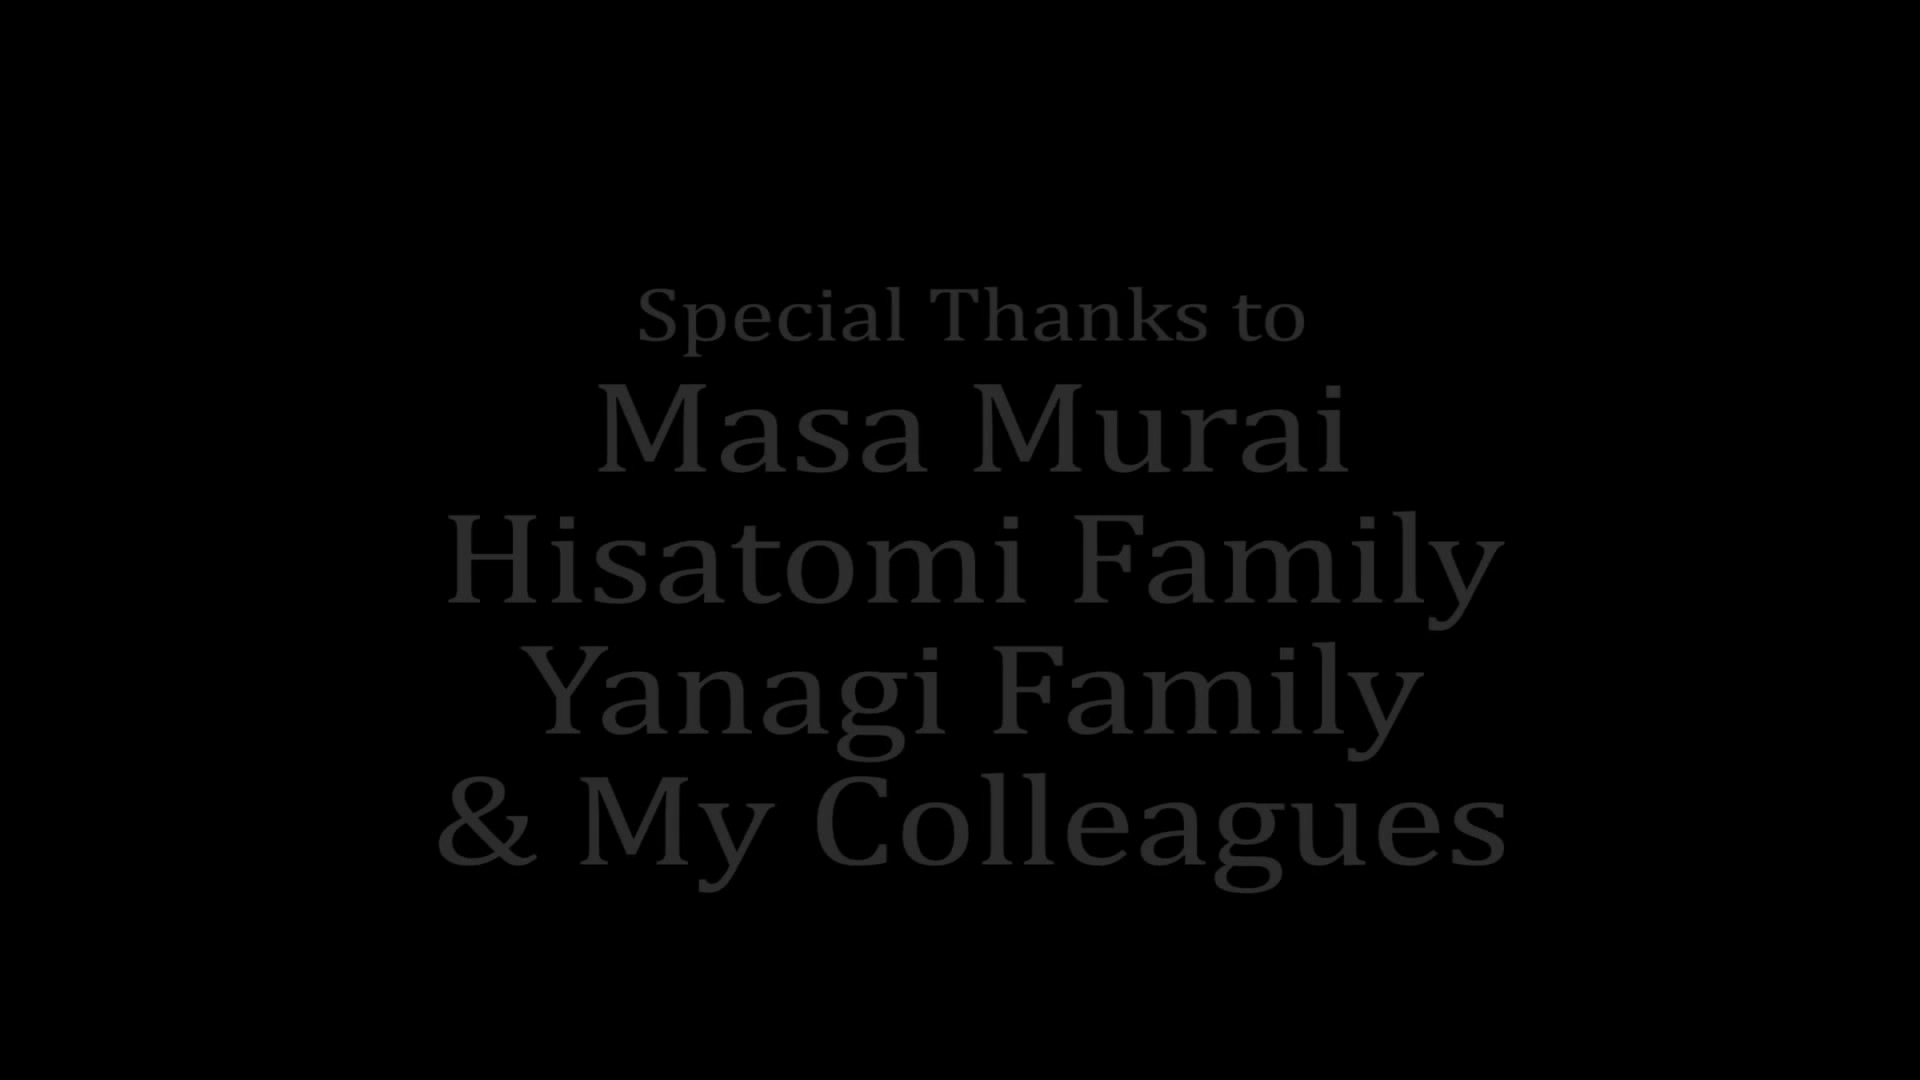 Special Thanks to
Masa Murai
Hisatomi Family
Yanagi Family
& My Colleagues